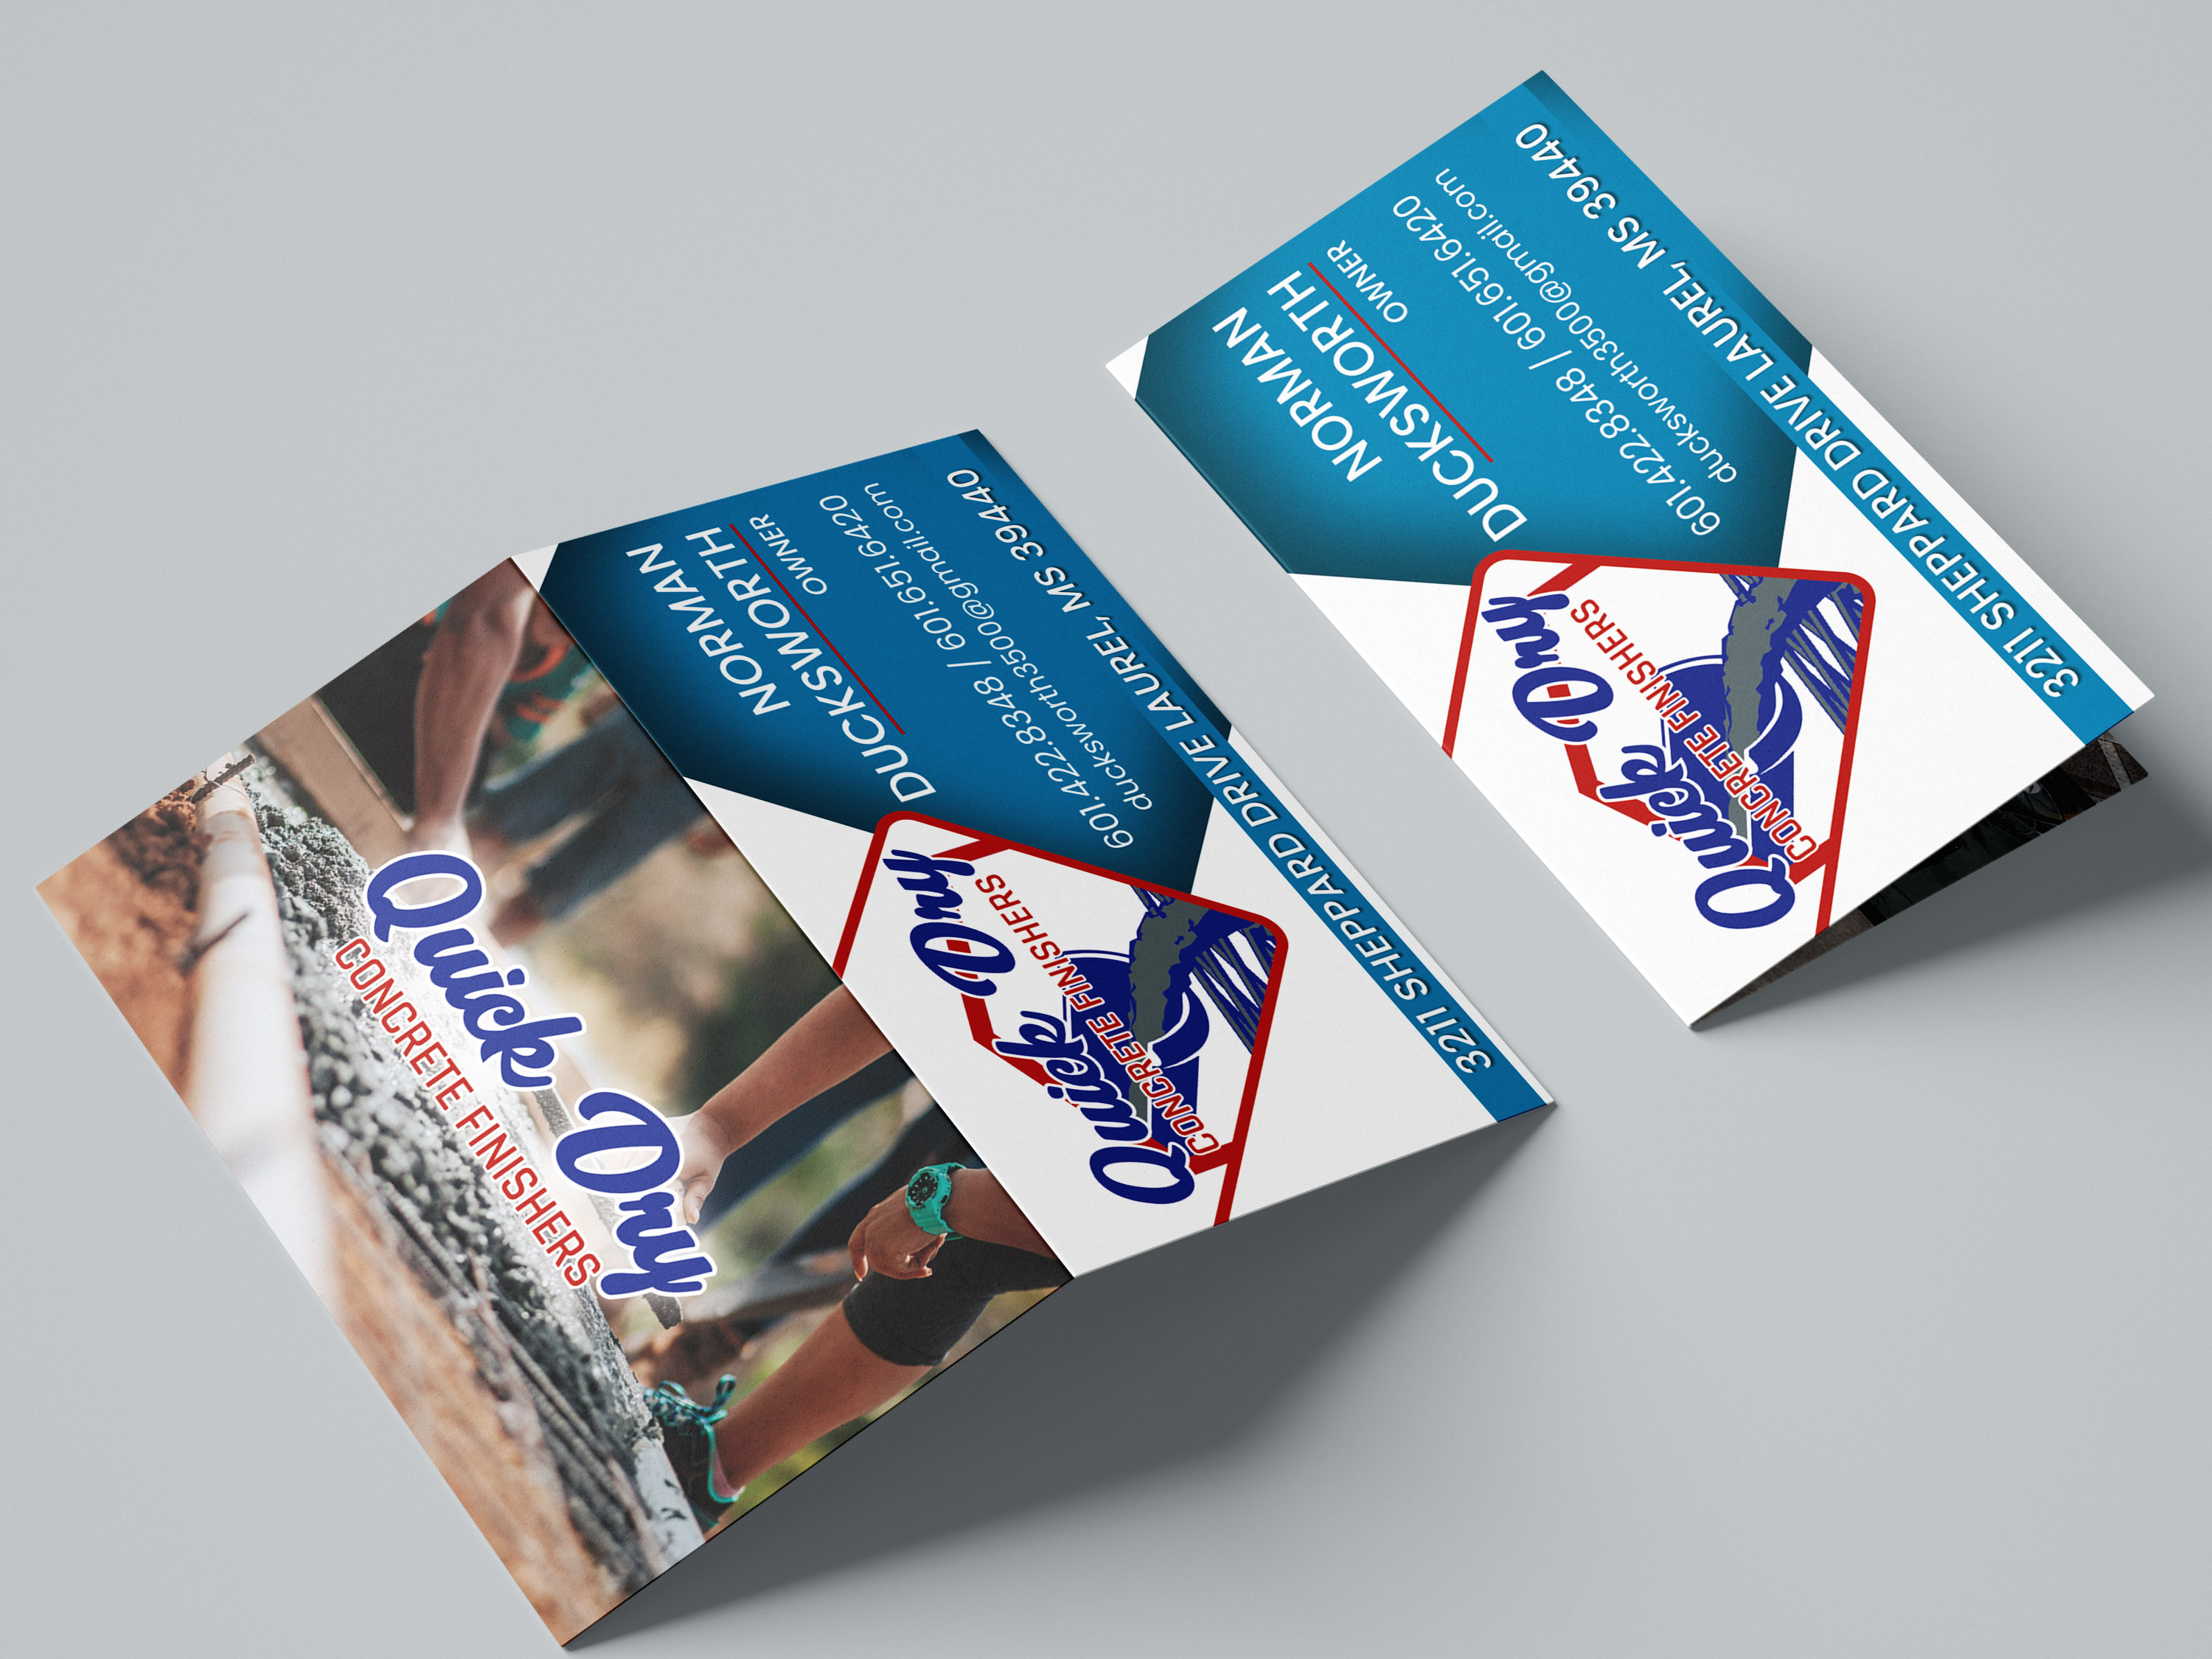 Quick Dry
CONCRETE FINISHERS
NORMAN
DUCKSWORTH
OWNER
601.422.8348 / 601.651.6420
ducksworth3500@gmail.com
Quick Dry
CONCRETE FINISHERS
3211 SHEPPARD DRIVE LAUREL, MS 39440
NORMAN
DUCKSWORTH
OWNER
601.422.8348 / 601.651.6420
ducksworth3500@gmail.com
Quick Dry
CONCRETE FINISHERS
3211 SHEPPARD DRIVE LAUREL, MS 39440